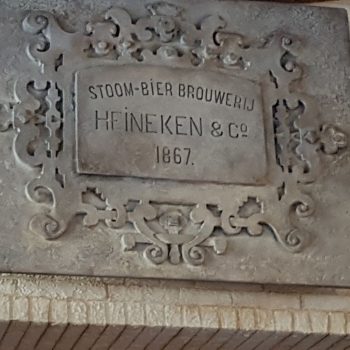 STOOM-BiER BROUWERIJ
HEINEKEN & Co
1867.